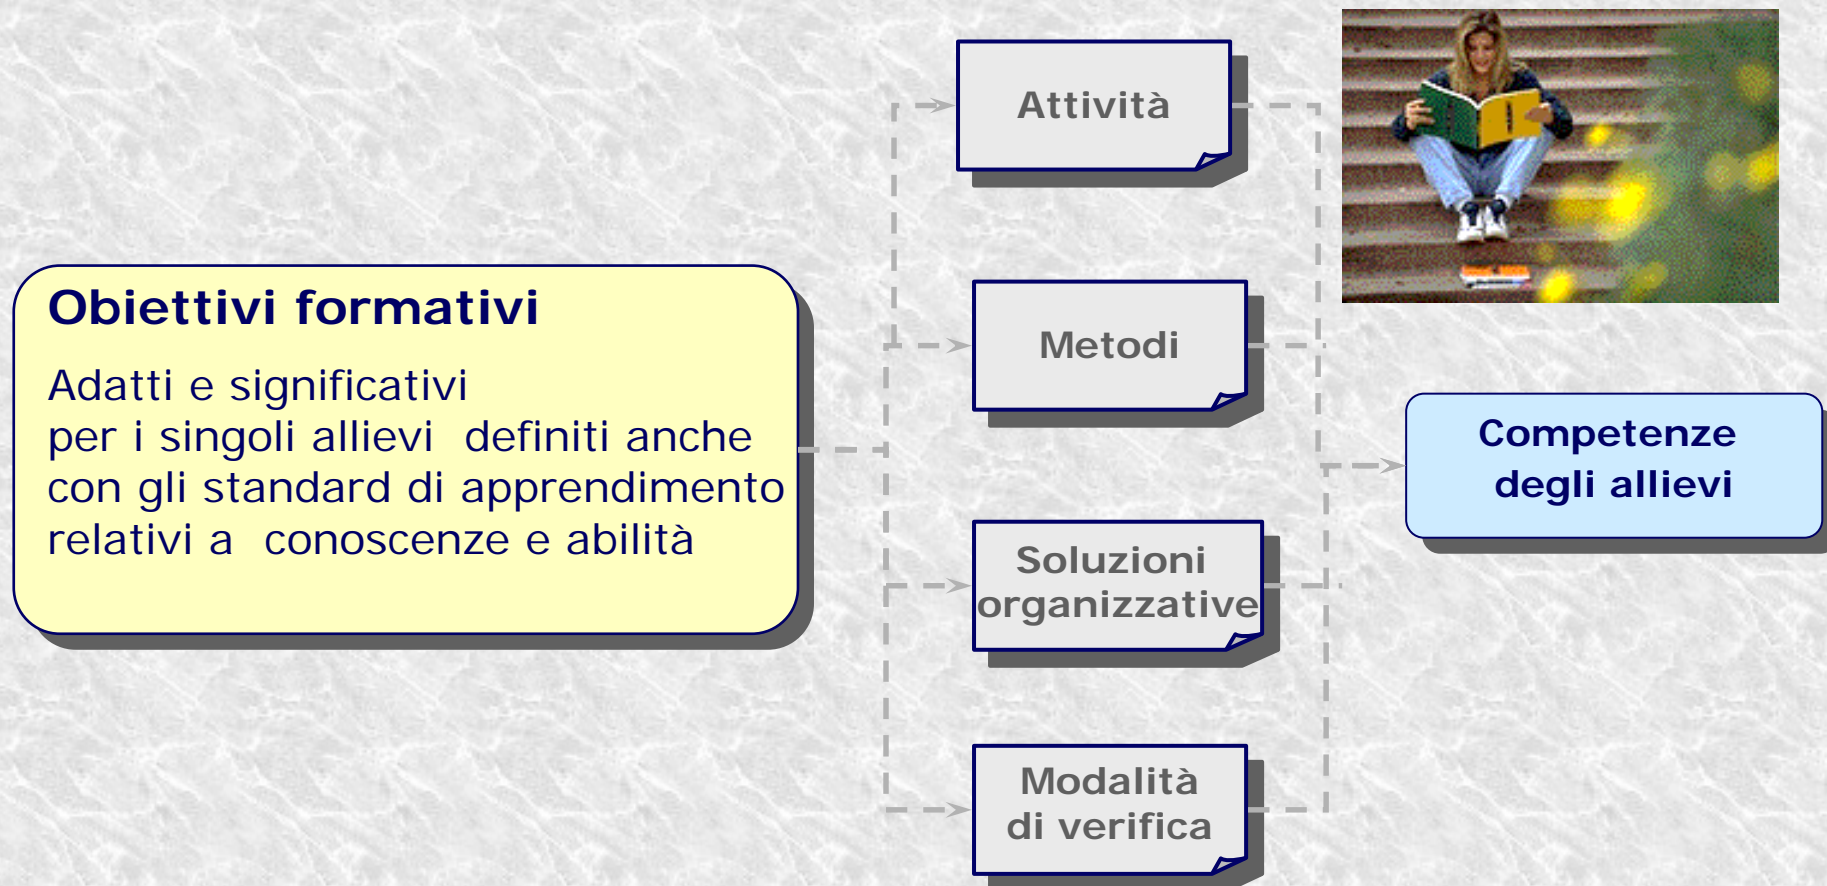 Obiettivi formativi
Adatti e significativi
per i singoli allievi definiti anche
con gli standard di apprendimento
relativi a conoscenze e abilità
Attività
Metodi
Soluzioni
organizzative
Modalità
di verifica
Competenze
degli allievi